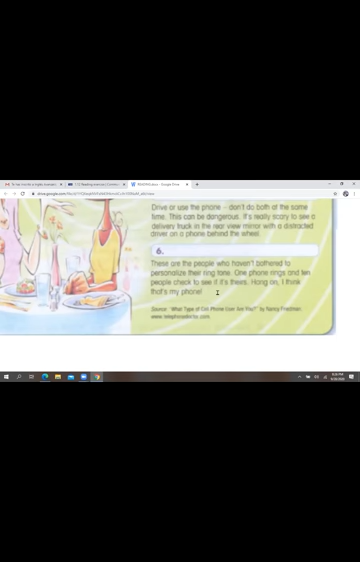 Drive or use the phone – don't do both at the same
time. This can be dangerous. It's really scary to see a
delivery truck in the rear view mirror with a distracted
driver on a phone behind the wheel.
6.
These are the people who haven't bothered to
personalize their ring tone. One phone rings and ten
people check to see if it's theirs. Hang on, I think
that's my phone!
Source: "What Type of Cell Phone User Are You?" by Nancy Friedman:
www.telephonedoctor.com